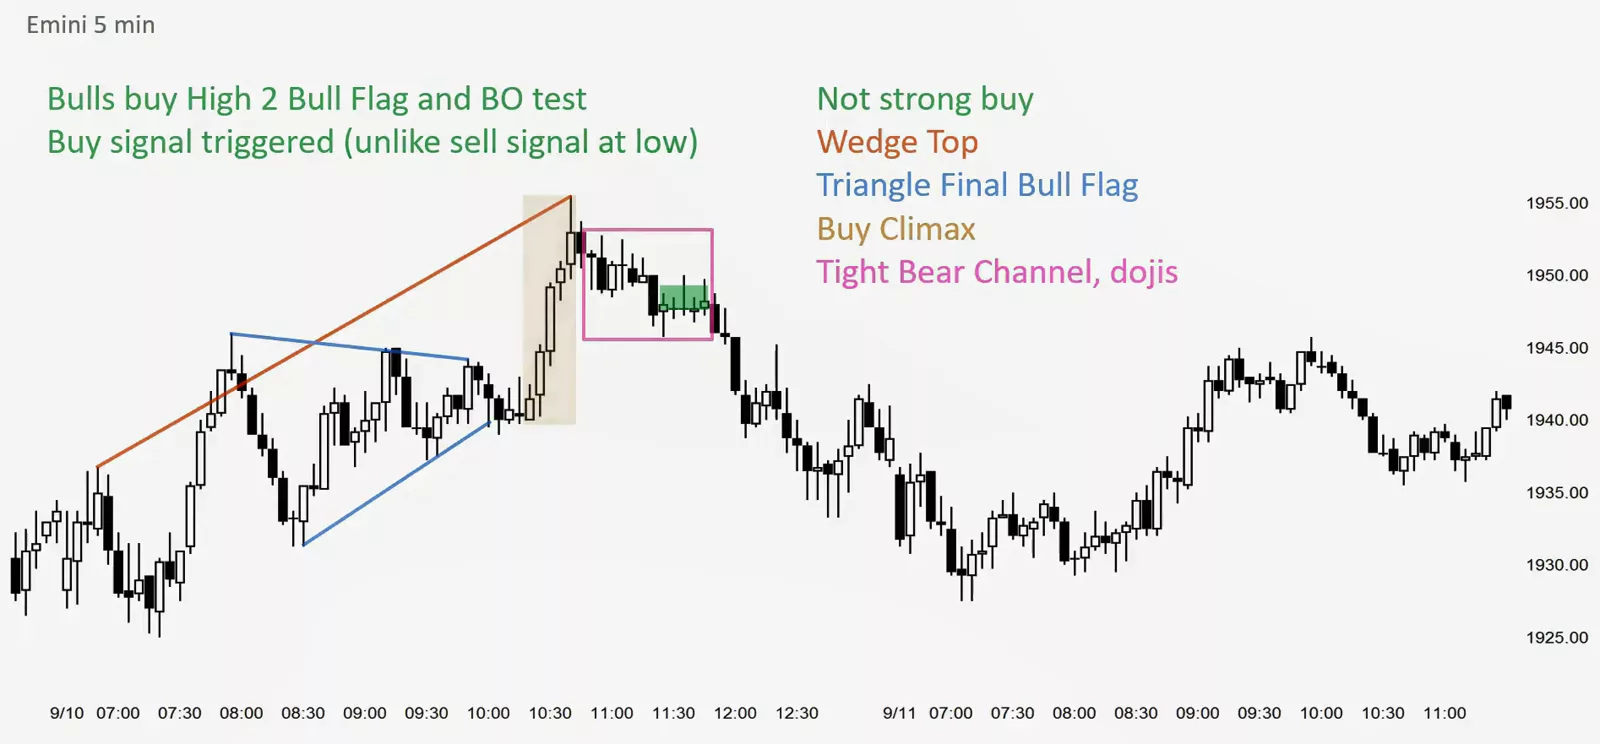 Emini 5 min
Bulls buy High 2 Bull Flag and BO test
Buy signal triggered (unlike sell signal at low)
Not strong buy
Wedge Top
Triangle Final Bull Flag
Buy Climax
Tight Bear Channel, dojis
1955.00
1950.00
1945.00
1940.00
1935.00
1930.00
1925.00
9/10 07:00 07:30 08:00 08:30 09:00 09:30 10:00 10:30 11:00 11:30 12:00 12:30 9/11 07:00 07:30 08:00 08:30 09:00 09:30 10:00 10:30 11:00